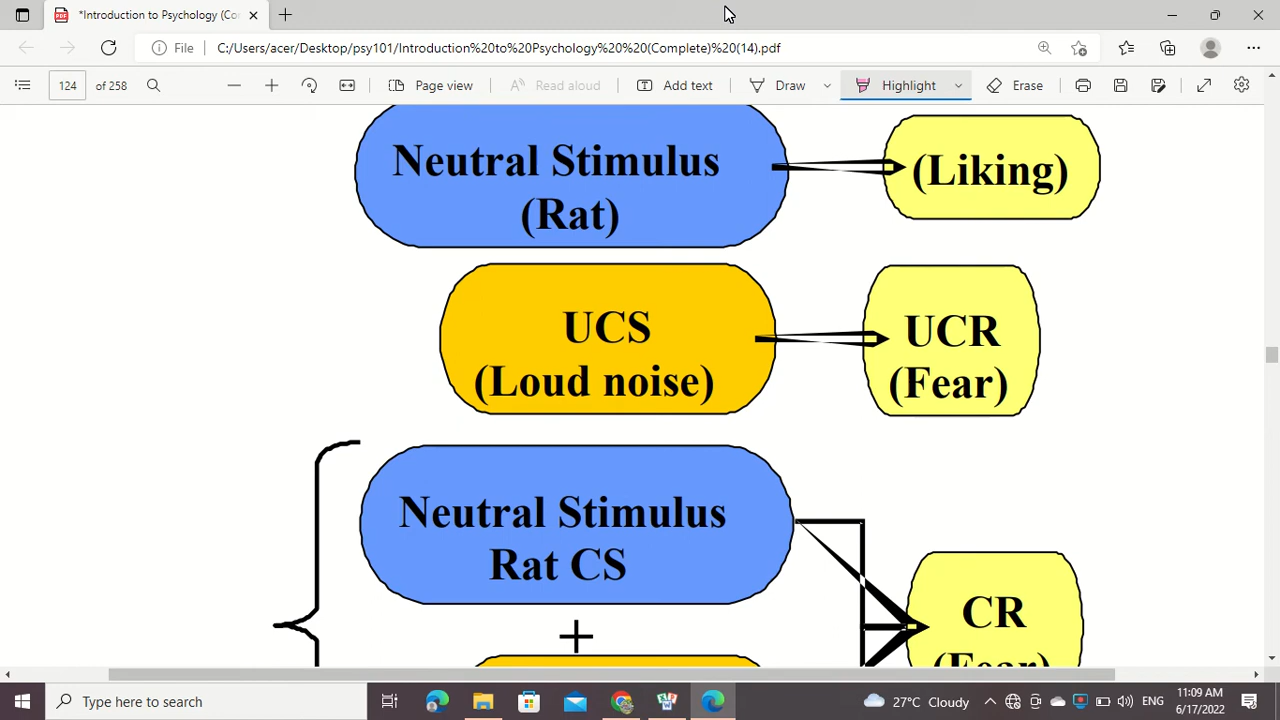 *Introduction to Psychology (Co
File
C:/Users/acer/Desktop/psy101/Introduction%20to%20Psychology%20%20(Complete)%20(14).pdf
124
of 258
Page view
Read aloud
Add text
Draw
Highlight
Erase
Neutral Stimulus
(Rat)
(Liking)
UCS
(Loud noise)
UCR
(Fear)
Neutral Stimulus
Rat CS
+
CR
(Fear)
Type here to search
27°C Cloudy
ENG
11:09 AM
6/17/2022